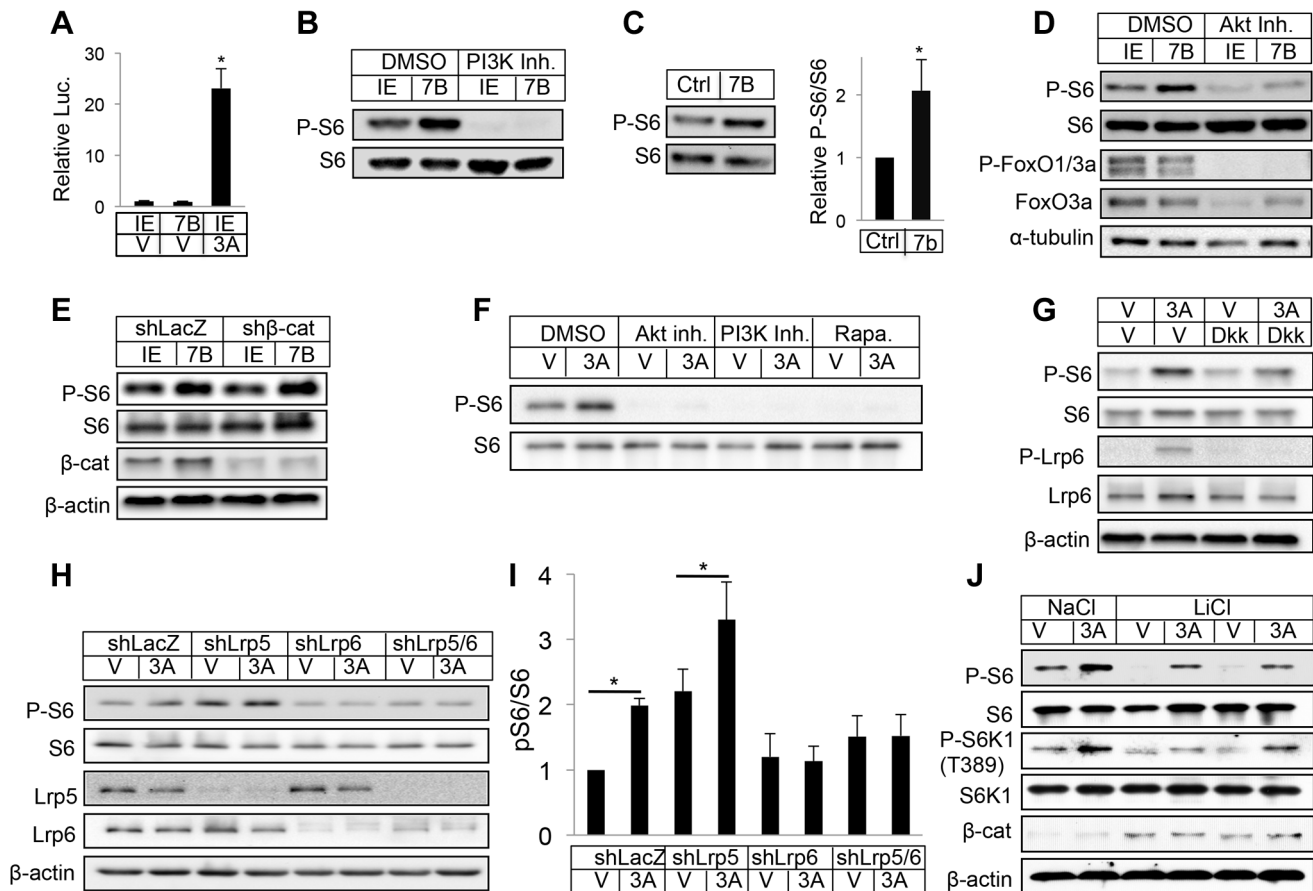 A
*
30
20
10
0
Relative Luc.
IE 7B IE
V V 3A
B
DMSO PI3K Inh.
IE 7B IE 7B
P-S6
S6
C
Ctrl 7B
P-S6
S6
*
2
1
0
Relative P-S6/S6
Ctrl 7b
D
DMSO Akt Inh.
IE 7B IE 7B
P-S6
S6
P-FoxO1/3a
FoxO3a
α-tubulin
E
shLacZ shβ-cat
IE 7B IE 7B
P-S6
S6
β-cat
β-actin
F
DMSO Akt inh. PI3K Inh. Rapa.
V 3A V 3A V 3A V 3A
P-S6
S6
G
V 3A V 3A
V V Dkk Dkk
P-S6
S6
P-Lrp6
Lrp6
β-actin
H
shLacZ shLrp5 shLrp6 shLrp5/6
V 3A V 3A V 3A V 3A
P-S6
S6
Lrp5
Lrp6
β-actin
I
4
3
2
1
0
pS6/S6
* *
shLacZ shLrp5 shLrp6 shLrp5/6
V 3A V 3A V 3A V 3A
J
NaCl LiCl
V 3A V 3A V 3A
P-S6
S6
P-S6K1
(T389)
S6K1
β-cat
β-actin